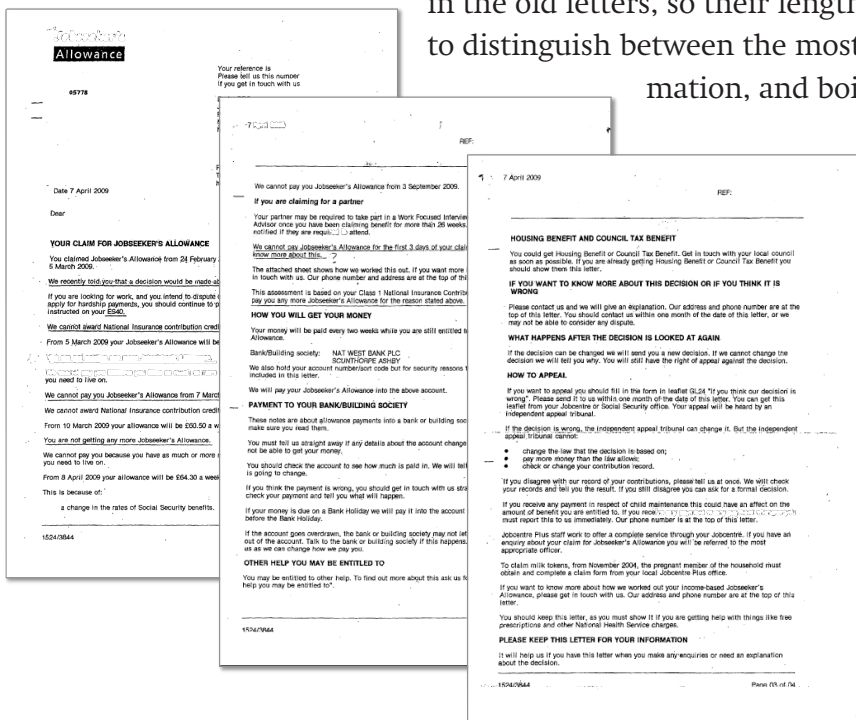 in the old letters, so their length
to distinguish between the most
mation, and boi
Jobseeker's
Allowance
05778
Your reference is
Please tell us this number
If you get in touch with us
Date 7 April 2009
Dear
YOUR CLAIM FOR JOBSEEKER'S ALLOWANCE
You claimed Jobseeker's Allowance from 24 February
5 March 2009.
We recently told you that a decision would be made
If you are looking for work, and you intend to dispute
apply for hardship payments, you should continue to
instructed on your ES40.
We cannot award National Insurance contribution
From 5 March 2009 your Jobseeker's Allowance will be
you need to live on.
We cannot pay you Jobseeker's Allowance from 7
We cannot award National Insurance contribution
From 10 March 2009 your allowance will be £60.50 a
You are not getting any more Jobseeker's Allowance.
We cannot pay you because you have as much or more
you need to live on.
From 8 April 2009 your allowance will be £64.30 a
This is because of:
a change in the rates of Social Security benefits.
1524/3844
REF:
We cannot pay you Jobseeker's Allowance from 3 September 2009.
If you are claiming for a partner
Your partner may be required to take part in a Work Focused
Advisor once you have been claiming benefit for more than 26 weeks.
notified if they are attend.
We cannot pay Jobseeker's Allowance for the first 3 days of your
know more about this. ?
The attached sheet shows how we worked this out. If you want more
in touch with us. Our phone number and address are at the top of
This assessment is based on your Class 1 National Insurance
pay you any more Jobseeker's Allowance for the reason stated above.
HOW YOU WILL GET YOUR MONEY
Your money will be paid every two weeks while you are still entitled
Allowance.
Bank/Building society: NAT WEST BANK PLC
SCUNTHORPE ASHBY
We also hold your account number/sort code but for security reasons
included in this letter.
We will pay your Jobseeker's Allowance into the above account.
PAYMENT TO YOUR BANK/BUILDING SOCIETY
These notes are about allowance payments into a bank or building
make sure you read them.
You must tell us straight away if any details about the account change
not be able to get your money.
You should check the account to see how much is paid in. We will tell
is going to change.
If you think the payment is wrong, you should get in touch with us
check your payment and tell you what will happen.
If your money is due on a Bank Holiday we will pay it into the account
before the Bank Holiday.
If the account goes overdrawn, the bank or building society may not let
out of the account. Talk to the bank or building society if this happens.
us as we can change how we pay you.
OTHER HELP YOU MAY BE ENTITLED TO
You may be entitled to other help. To find out more about this ask us
help you may be entitled to".
1524/3844
7 April 2009
REF:
HOUSING BENEFIT AND COUNCIL TAX BENEFIT
You could get Housing Benefit or Council Tax Benefit. Get in touch with your local council
as soon as possible. If you are already getting Housing Benefit or Council Tax Benefit you
should show them this letter.
IF YOU WANT TO KNOW MORE ABOUT THIS DECISION OR IF YOU THINK IT IS
WRONG
Please contact us and we will give an explanation. Our address and phone number are at the
top of this letter. You should contact us within one month of the date of this letter, or we
may not be able to consider any dispute.
WHAT HAPPENS AFTER THE DECISION IS LOOKED AT AGAIN
If the decision can be changed we will send you a new decision. If we cannot change the
decision we will tell you why. You will still have the right of appeal against the decision.
HOW TO APPEAL
If you want to appeal you should fill in the form in leaflet GL24 "If you think our decision is
wrong". Please send it to us within one month of the date of this letter. You can get this
leaflet from your Jobcentre or Social Security office. Your appeal will be heard by an
independent appeal tribunal.
If the decision is wrong, the independent appeal tribunal can change it. But the independent
appeal tribunal cannot:
● change the law that the decision is based on;
● pay more money than the law allows;
● check or change your contribution record.
If you disagree with our record of your contributions, please tell us at once. We will check
your records and tell you the result. If you still disagree you can ask for a formal decision.
If you receive any payment in respect of child maintenance this could have an affect on the
amount of benefit you are entitled to. If you
must report this to us immediately. Our phone number is at the top of this letter.
Jobcentre Plus staff work to offer a complete service through your Jobcentre. If you have an
enquiry about your claim for Jobseeker's Allowance you will be referred to the most
appropriate officer.
To claim milk tokens, from November 2004, the pregnant member of the household must
obtain and complete a claim form from your local Jobcentre Plus office.
If you want to know more about how we worked out your income-based Jobseeker's
Allowance, please get in touch with us. Our address and phone number are at the top of this
letter.
You should keep this letter, as you must show it if you are getting help with things like free
prescriptions and other National Health Service charges.
PLEASE KEEP THIS LETTER FOR YOUR INFORMATION
It will help us if you have this letter when you make any enquiries or need an explanation
about the decision.
1524/3844 Page 03 of 04